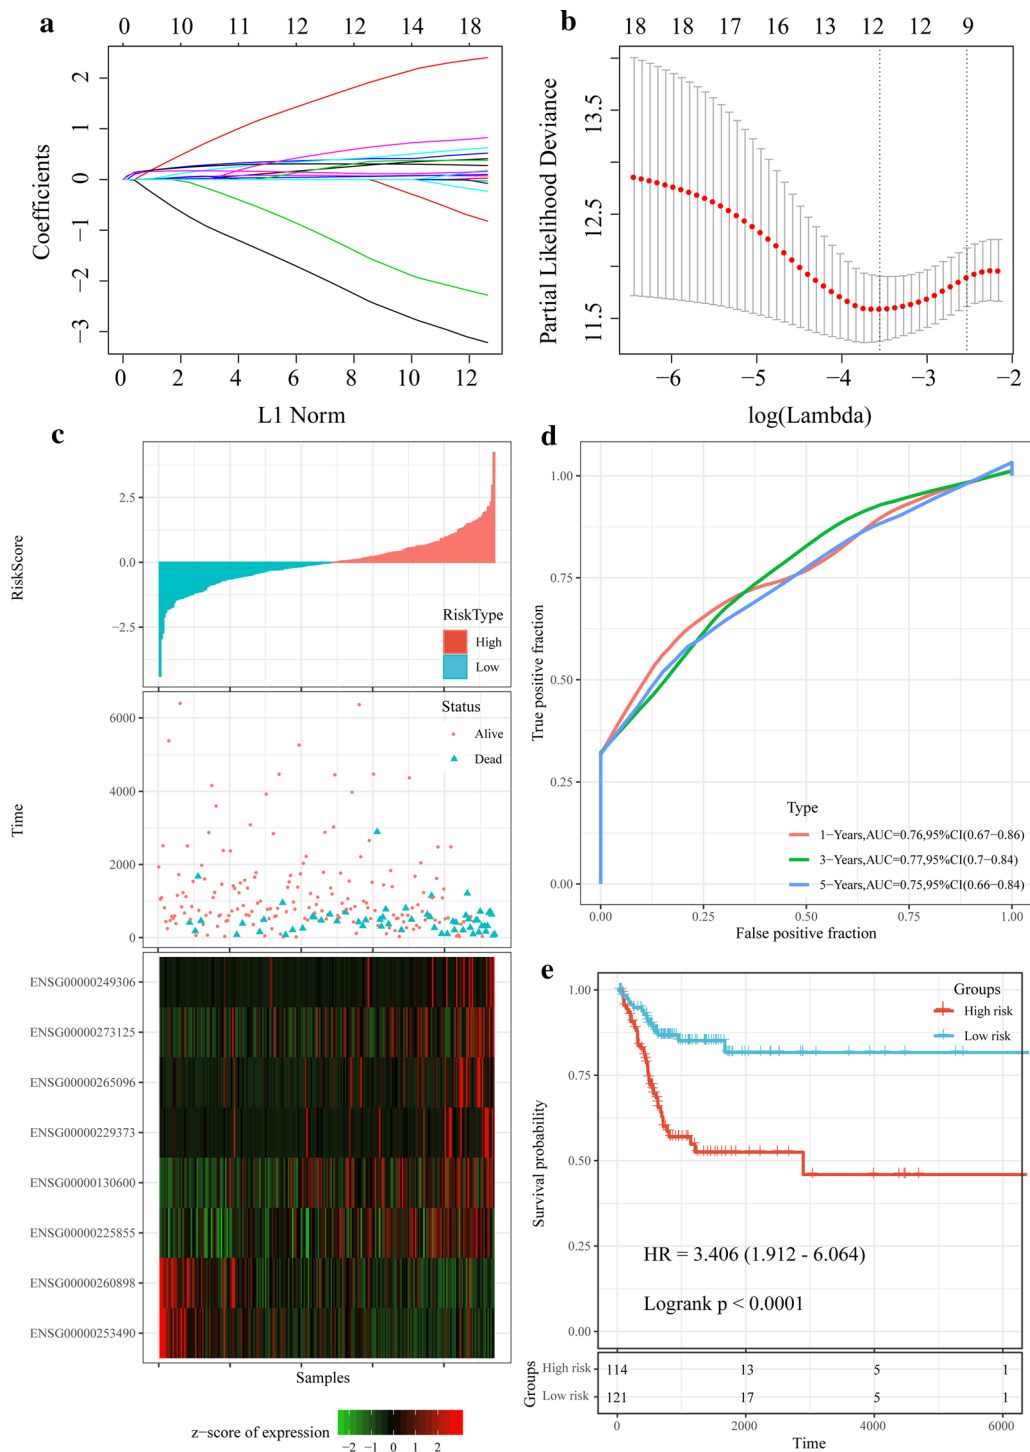 a
0 10 11 12 14 18
Coefficients
2
1
0
−1
−2
−3
0 2 4 6 8 10 12
L1 Norm
b
18 18 17 16 13 12 12 9
Partial Likelihood Deviance
13.5
12.5
11.5
−6 −5 −4 −3 −2
log(Lambda)
c
RiskScore
2.5
0.0
−2.5
RiskType
High
Low
Time
6000
4000
2000
0
Status
Alive
Dead
ENSG00000249306
ENSG00000273125
ENSG00000265096
ENSG00000229373
ENSG00000130600
ENSG00000225855
ENSG00000260898
ENSG00000253490
Samples
z−score of expression
−2 −1 0 1 2
d
True positive fraction
1.00
0.75
0.50
0.25
0.00
Type
1−Years,AUC=0.76,95%CI(0.67−0.86)
3−Years,AUC=0.77,95%CI(0.7−0.84)
5−Years,AUC=0.75,95%CI(0.66−0.84)
0.00 0.25 0.50 0.75 1.00
False positive fraction
e
Survival probability
1.00
0.75
0.50
0.25
0.00
Groups
High risk
Low risk
HR = 3.406 (1.912 - 6.064)
Logrank p < 0.0001
Groups
High risk 114 13 5 1
Low risk 121 17 5 1
0 2000 4000 6000
Time